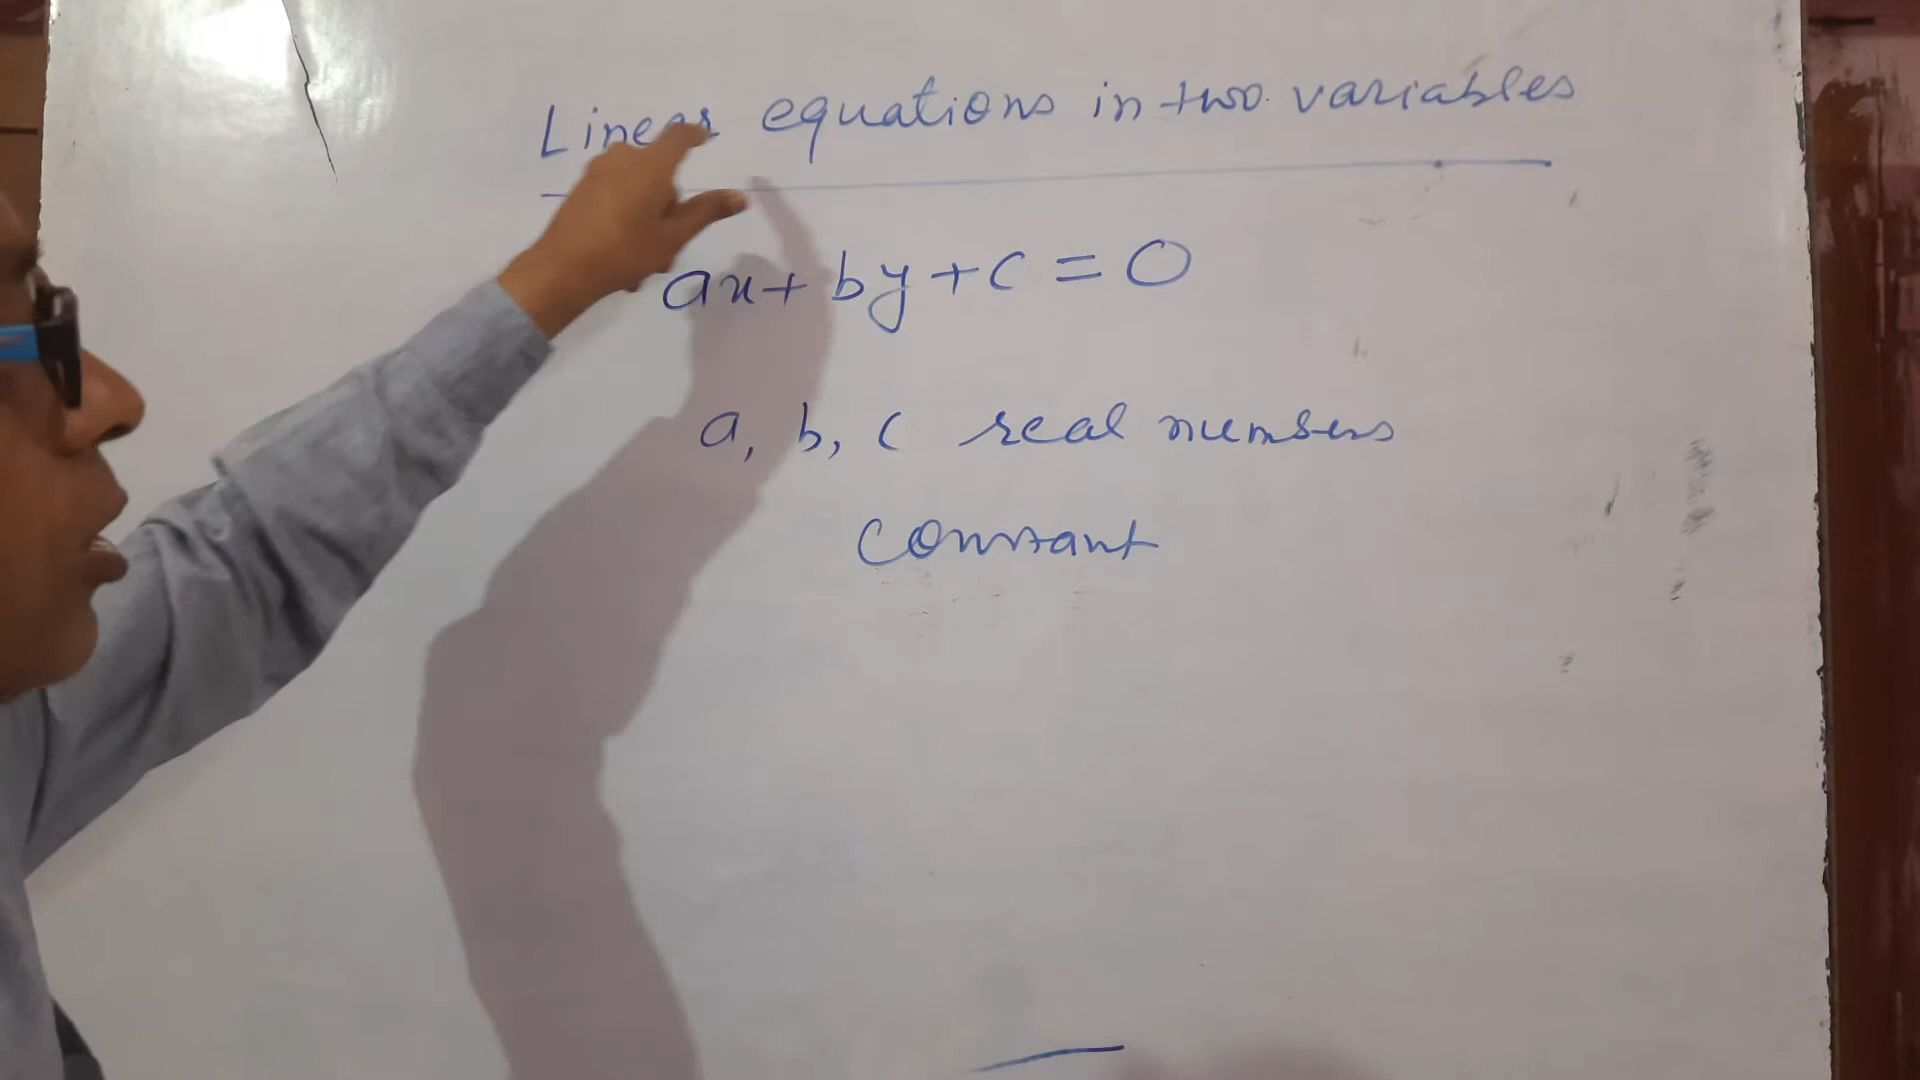 Linear equations in two variables
ax + by + c = 0
a, b, c real numbers
constant